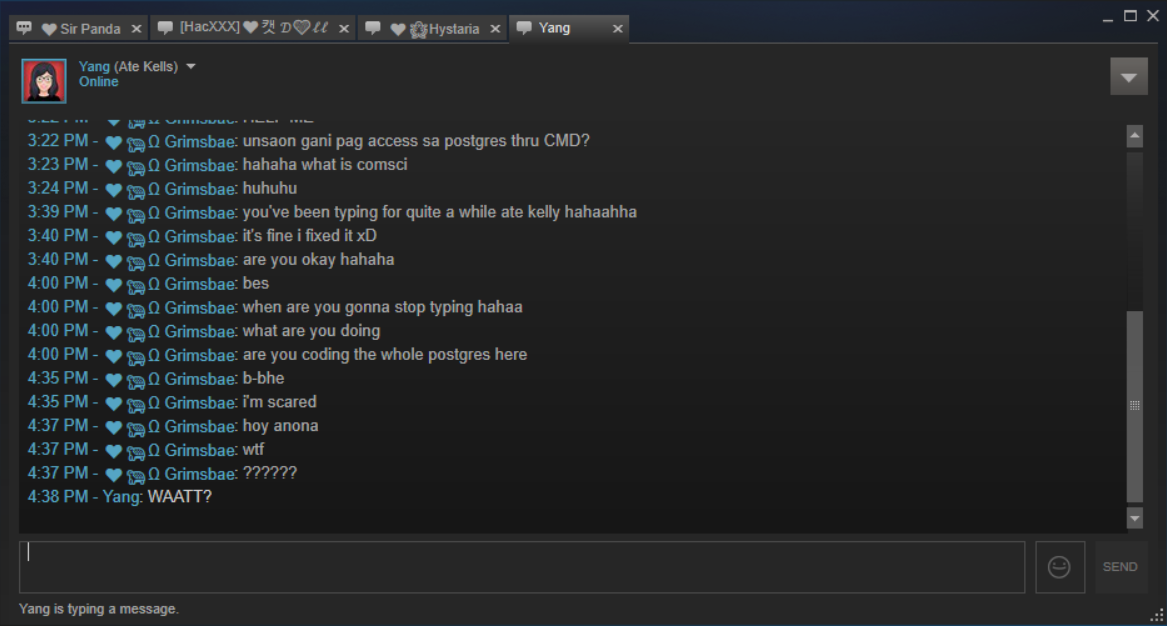 ♥ Sir Panda
[HacXXX]♥캣 𝓓♡𝓵𝓵
♥ Hystaria
Yang
Yang (Ate Kells)
Online
3:22 PM - ♥ Ω Grimsbae: HELP ME
3:22 PM - ♥ Ω Grimsbae: unsaon gani pag access sa postgres thru CMD?
3:23 PM - ♥ Ω Grimsbae: hahaha what is comsci
3:24 PM - ♥ Ω Grimsbae: huhuhu
3:39 PM - ♥ Ω Grimsbae: you've been typing for quite a while ate kelly hahaahha
3:40 PM - ♥ Ω Grimsbae: it's fine i fixed it xD
3:40 PM - ♥ Ω Grimsbae: are you okay hahaha
4:00 PM - ♥ Ω Grimsbae: bes
4:00 PM - ♥ Ω Grimsbae: when are you gonna stop typing hahaa
4:00 PM - ♥ Ω Grimsbae: what are you doing
4:00 PM - ♥ Ω Grimsbae: are you coding the whole postgres here
4:35 PM - ♥ Ω Grimsbae: b-bhe
4:35 PM - ♥ Ω Grimsbae: i'm scared
4:37 PM - ♥ Ω Grimsbae: hoy anona
4:37 PM - ♥ Ω Grimsbae: wtf
4:37 PM - ♥ Ω Grimsbae: ??????
4:38 PM - Yang: WAATT?
SEND
Yang is typing a message.